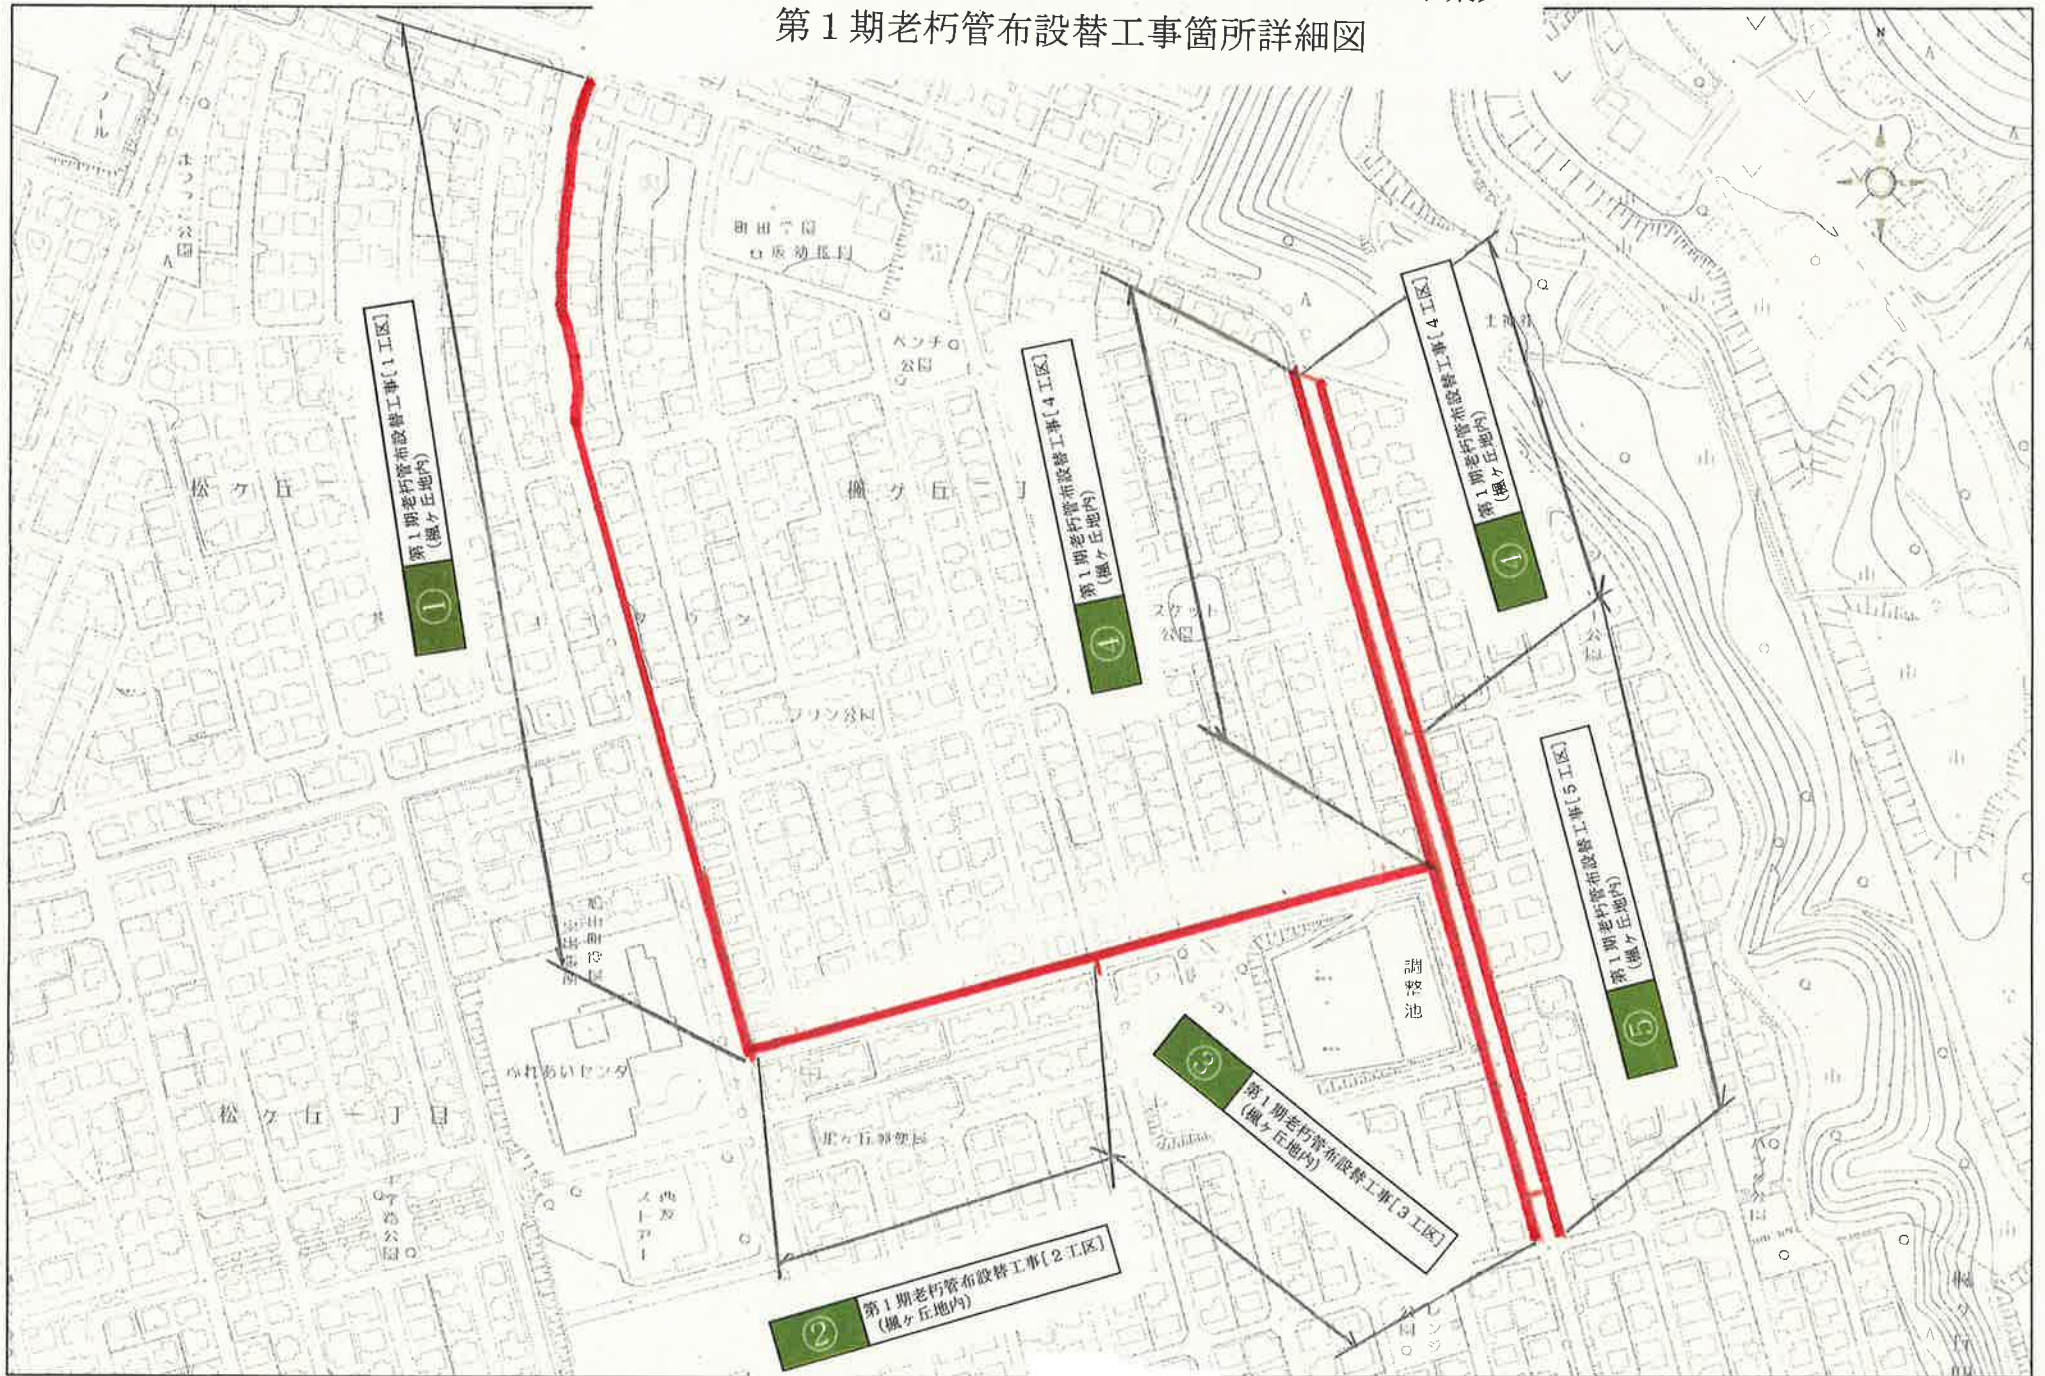 第1期老朽管布設替工事箇所詳細図
①
第1期老朽管布設替工事[1工区]
(楓ヶ丘地内)
④
第1期老朽管布設替工事[4工区]
(楓ヶ丘地内)
④
第1期老朽管布設替工事[4工区]
(楓ヶ丘地内)
⑤
第1期老朽管布設替工事[5工区]
(楓ヶ丘地内)
③
第1期老朽管布設替工事[3工区]
(楓ヶ丘地内)
②
第1期老朽管布設替工事[2工区]
(楓ヶ丘地内)
ベンチ
公園
松ヶ丘
楓ヶ丘二丁
スケット
公園
プリン公園
調整池
ふれあいセンタ
松ヶ丘一丁目
西友
ストアー